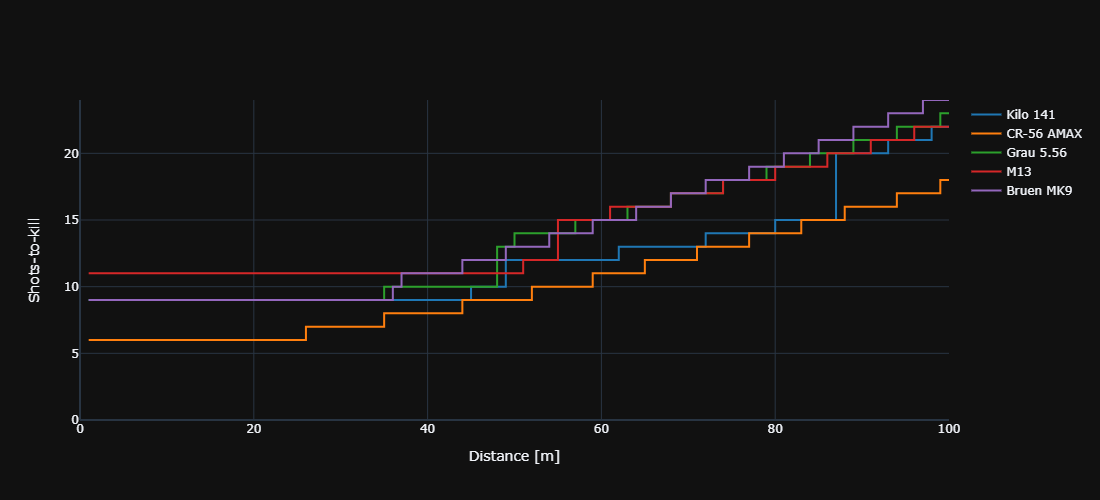 Kilo 141
CR-56 AMAX
Grau 5.56
M13
Bruen MK9
Shots-to-kill
20
15
10
5
0
0 20 40 60 80 100
Distance [m]